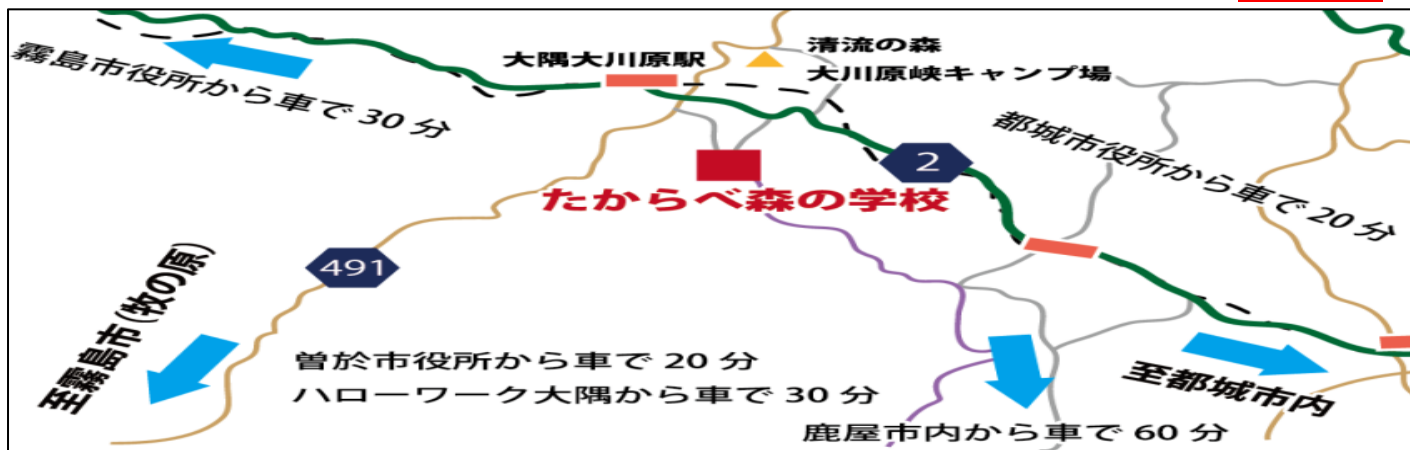 霧島市役所から車で 30 分
大隅大川原駅
清流の森
大川原峡キャンプ場
都城市役所から車で 20 分
2
たからべ森の学校
491
至霧島市(牧の原)
曽於市役所から車で 20 分
ハローワーク大隅から車で 30 分
至都城市内
鹿屋市内から車で 60 分